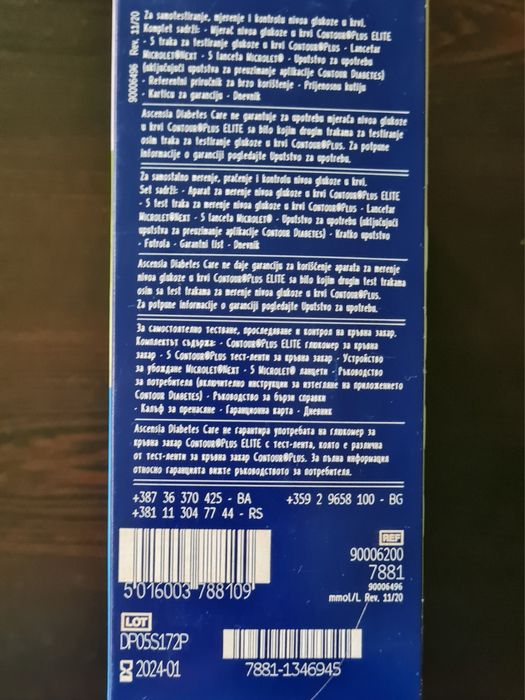 90006496 Rev. 11/20
Za samotestiranje, mjerenje i kontrolu nivoa glukoze u krvi.
Komplet sadrži: - Mjerač nivoa glukoze u krvi CONTOUR®PLUS ELITE
- 5 traka za testiranje glukoze u krvi CONTOUR®PLUS - Lancetar
MICROLET®NEXT - 5 lanceta MICROLET® - Uputstvo za upotrebu
(uključujući uputstva za preuzimanje aplikacije CONTOUR DIABETES)
- Referentni priručnik za brzo korištenje - Prijenosnu kutiju
- Karticu za garanciju - Dnevnik
Ascensia Diabetes Care ne garantuje za upotrebu mjerača nivoa glukoze
u krvi CONTOUR®PLUS ELITE sa bilo kojim drugim trakama za testiranje
osim traka za testiranje glukoze u krvi CONTOUR®PLUS. Za potpune
informacije o garanciji pogledajte Uputstvo za upotrebu.
Za samostalno merenje, praćenje i kontrolu nivoa glukoze u krvi.
Set sadrži: - Aparat za merenje nivoa glukoze u krvi CONTOUR®PLUS ELITE
- 5 test traka za merenje nivoa glukoze u krvi CONTOUR®PLUS - Lancetar
MICROLET®NEXT - 5 lanceta MICROLET® - Uputstvo za upotrebu (uključujući
uputstva za preuzimanje aplikacije CONTOUR DIABETES) - Kratko uputstvo
- Futrola - Garantni list - Dnevnik
Ascensia Diabetes Care ne daje garanciju za korišćenje aparata za merenje
nivoa glukoze u krvi CONTOUR®PLUS ELITE sa bilo kojim drugim test trakama
osim sa test trakama za merenje nivoa glukoze u krvi CONTOUR®PLUS.
Za potpune informacije o garanciji pogledajte Uputstvo za upotrebu.
За самостоятелно тестване, проследяване и контрол на кръвна захар.
Комплектът съдържа: - CONTOUR®PLUS ELITE глюкомер за кръвна
захар - 5 CONTOUR®PLUS тест-ленти за кръвна захар - Устройство
за убождане MICROLET®NEXT - 5 MICROLET® ланцети - Ръководство
за потребителя (включително инструкции за изтегляне на приложението
CONTOUR DIABETES) - Ръководство за бързи справки
- Калъф за пренасяне - Гаранционна карта - Дневник
Ascensia Diabetes Care не гарантира употребата на глюкомер за
кръвна захар CONTOUR®PLUS ELITE с тест-лента, която е различна
от тест-ленти за кръвна захар CONTOUR®PLUS. За пълна информация
относно гаранцията вижте ръководството за потребителя.
+387 36 370 425 - BA +359 2 9658 100 - BG
+381 11 304 77 44 - RS
REF
90006200
7881
90006496
mmol/L Rev. 11/20
5 016003 788109
LOT
DP05S172P
2024-01
7881-1346945